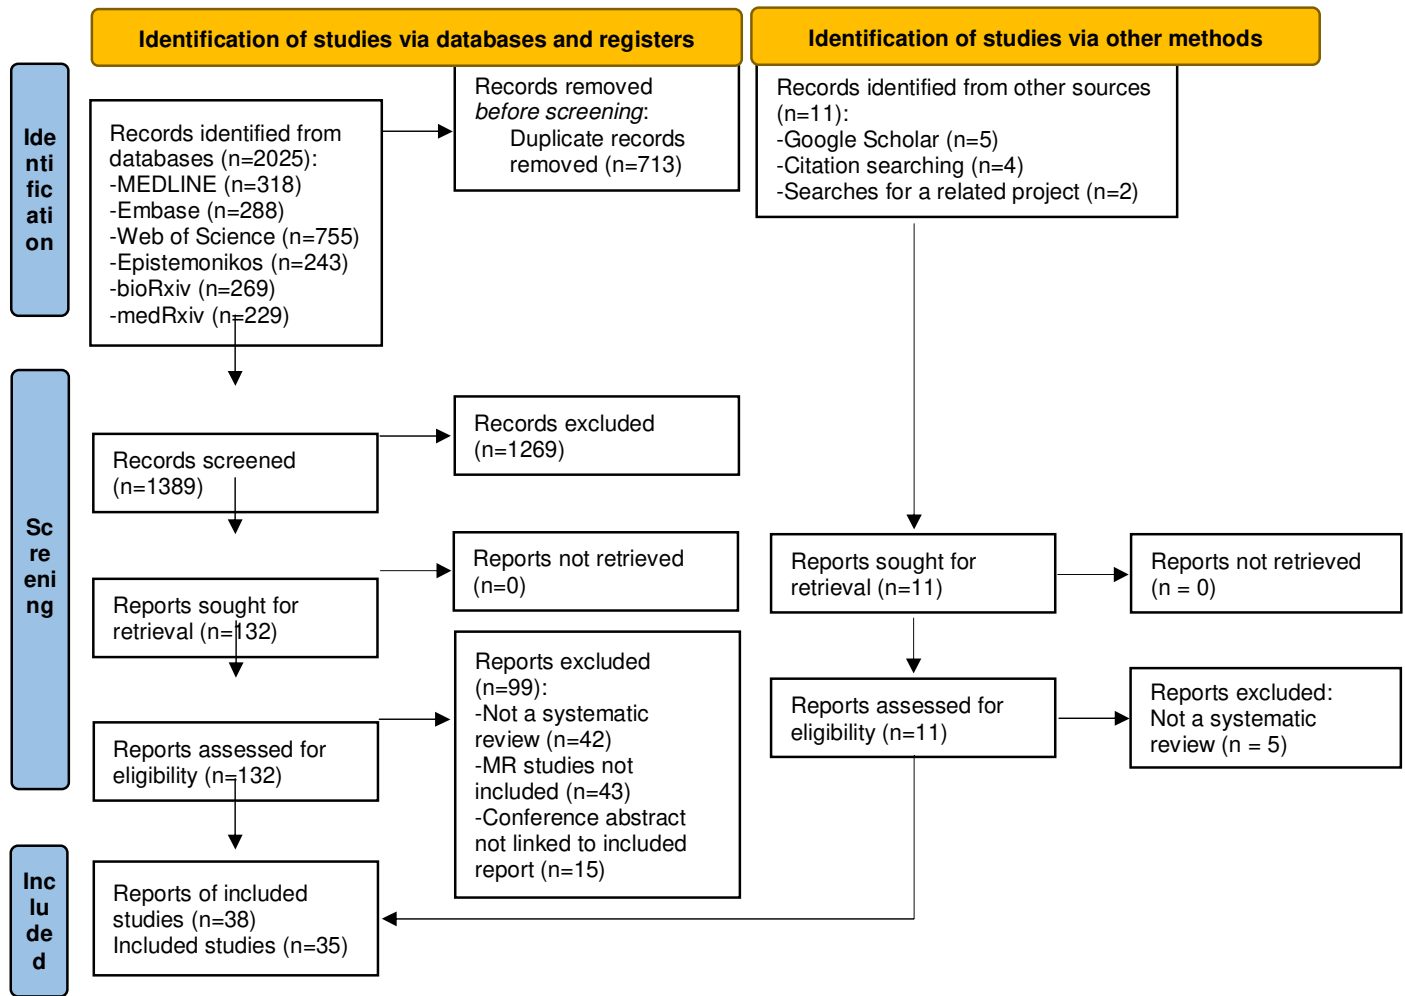 Identification of studies via databases and registers
Identification of studies via other methods
Ide
nti
fic
ati
on
Records identified from
databases (n=2025):
-MEDLINE (n=318)
-Embase (n=288)
-Web of Science (n=755)
-Epistemonikos (n=243)
-bioRxiv (n=269)
-medRxiv (n=229)
Records removed
before screening:
Duplicate records
removed (n=713)
Records identified from other sources
(n=11):
-Google Scholar (n=5)
-Citation searching (n=4)
-Searches for a related project (n=2)
Sc
re
eni
ng
Records screened
(n=1389)
Records excluded
(n=1269)
Reports sought for
retrieval (n=132)
Reports not retrieved
(n=0)
Reports sought for
retrieval (n=11)
Reports not retrieved
(n = 0)
Reports assessed for
eligibility (n=132)
Reports excluded
(n=99):
-Not a systematic
review (n=42)
-MR studies not
included (n=43)
-Conference abstract
not linked to included
report (n=15)
Reports assessed for
eligibility (n=11)
Reports excluded:
Not a systematic
review (n = 5)
Inc
lu
de
d
Reports of included
studies (n=38)
Included studies (n=35)